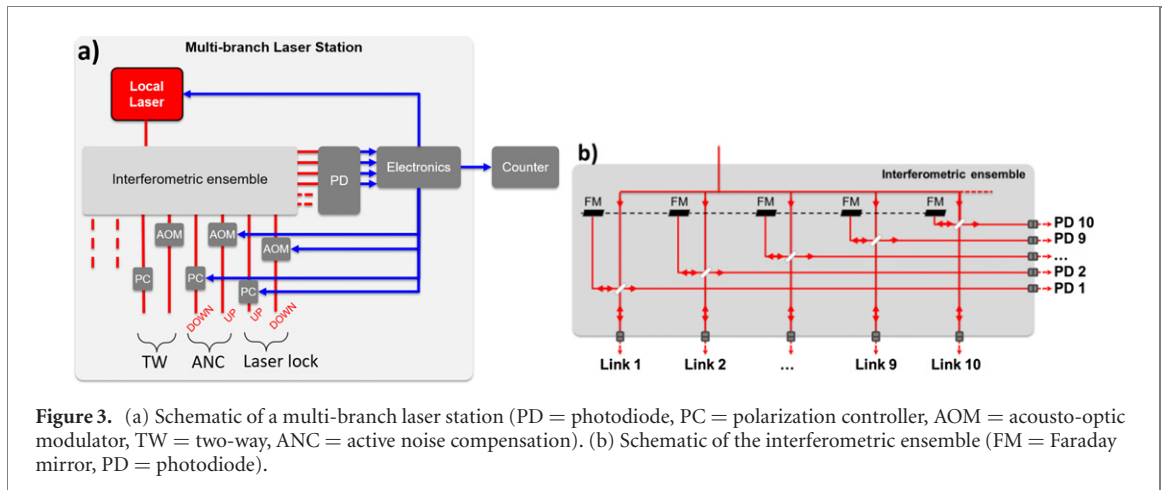 a)
Multi-branch Laser Station
Local
Laser
Interferometric ensemble
PD
Electronics
Counter
AOM
AOM
AOM
PC
PC
PC
DOWN
UP
UP
DOWN
TW
ANC
Laser lock
b)
Interferometric ensemble
FM
FM
FM
FM
FM
PD 10
PD 9
...
PD 2
PD 1
Link 1
Link 2
...
Link 9
Link 10
Figure 3. (a) Schematic of a multi-branch laser station (PD = photodiode, PC = polarization controller, AOM = acousto-optic
modulator, TW = two-way, ANC = active noise compensation). (b) Schematic of the interferometric ensemble (FM = Faraday
mirror, PD = photodiode).